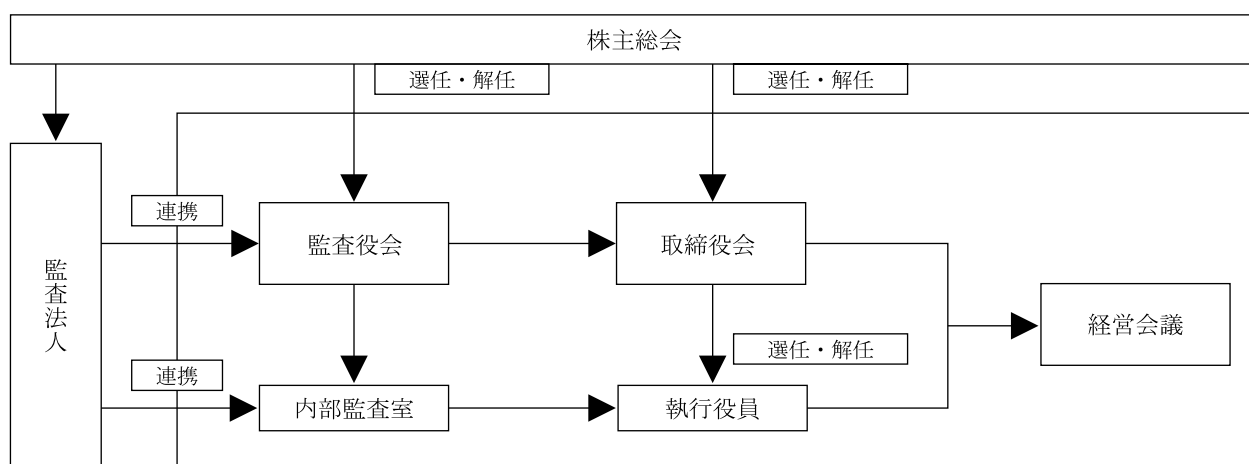 株主総会
選任・解任
選任・解任
連携
監査役会
取締役会
監査法人
経営会議
選任・解任
連携
内部監査室
執行役員